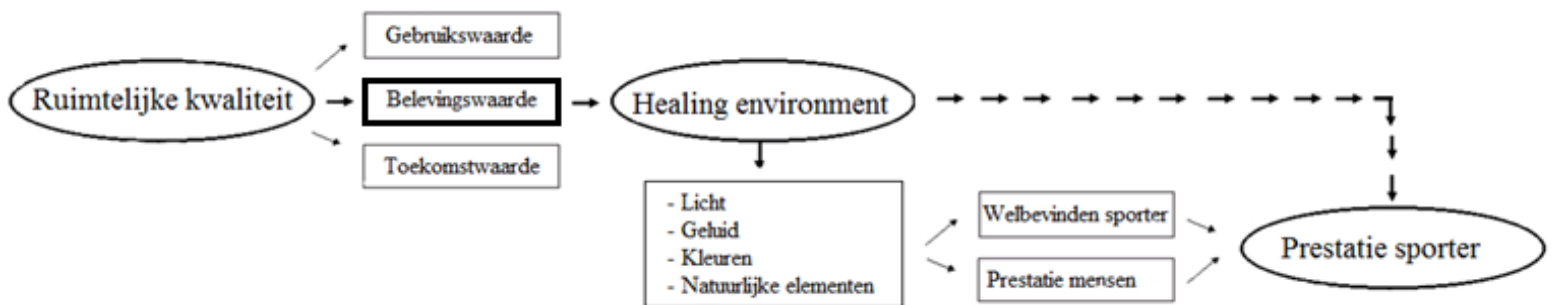 Gebruikswaarde
Ruimtelijke kwaliteit
Belevingswaarde
Healing environment
Toekomstwaarde
- Licht
- Geluid
- Kleuren
- Natuurlijke elementen
Welbevinden sporter
Prestatie mensen
Prestatie sporter